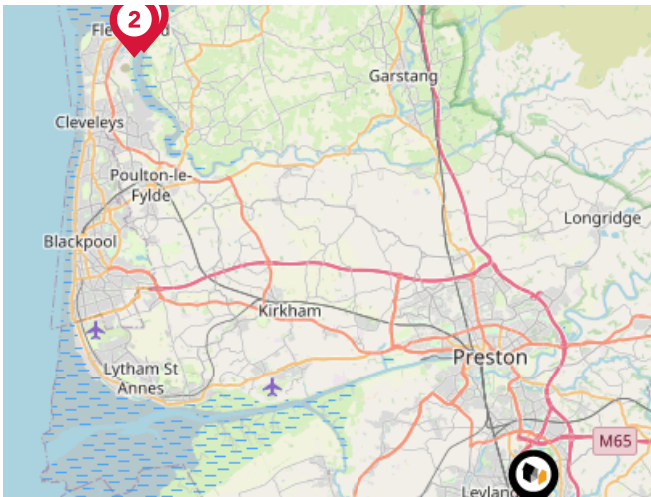 2
Garstang
Cleveleys
Poulton-le-
Fylde
Longridge
Blackpool
Kirkham
Preston
Lytham St
Annes
M65